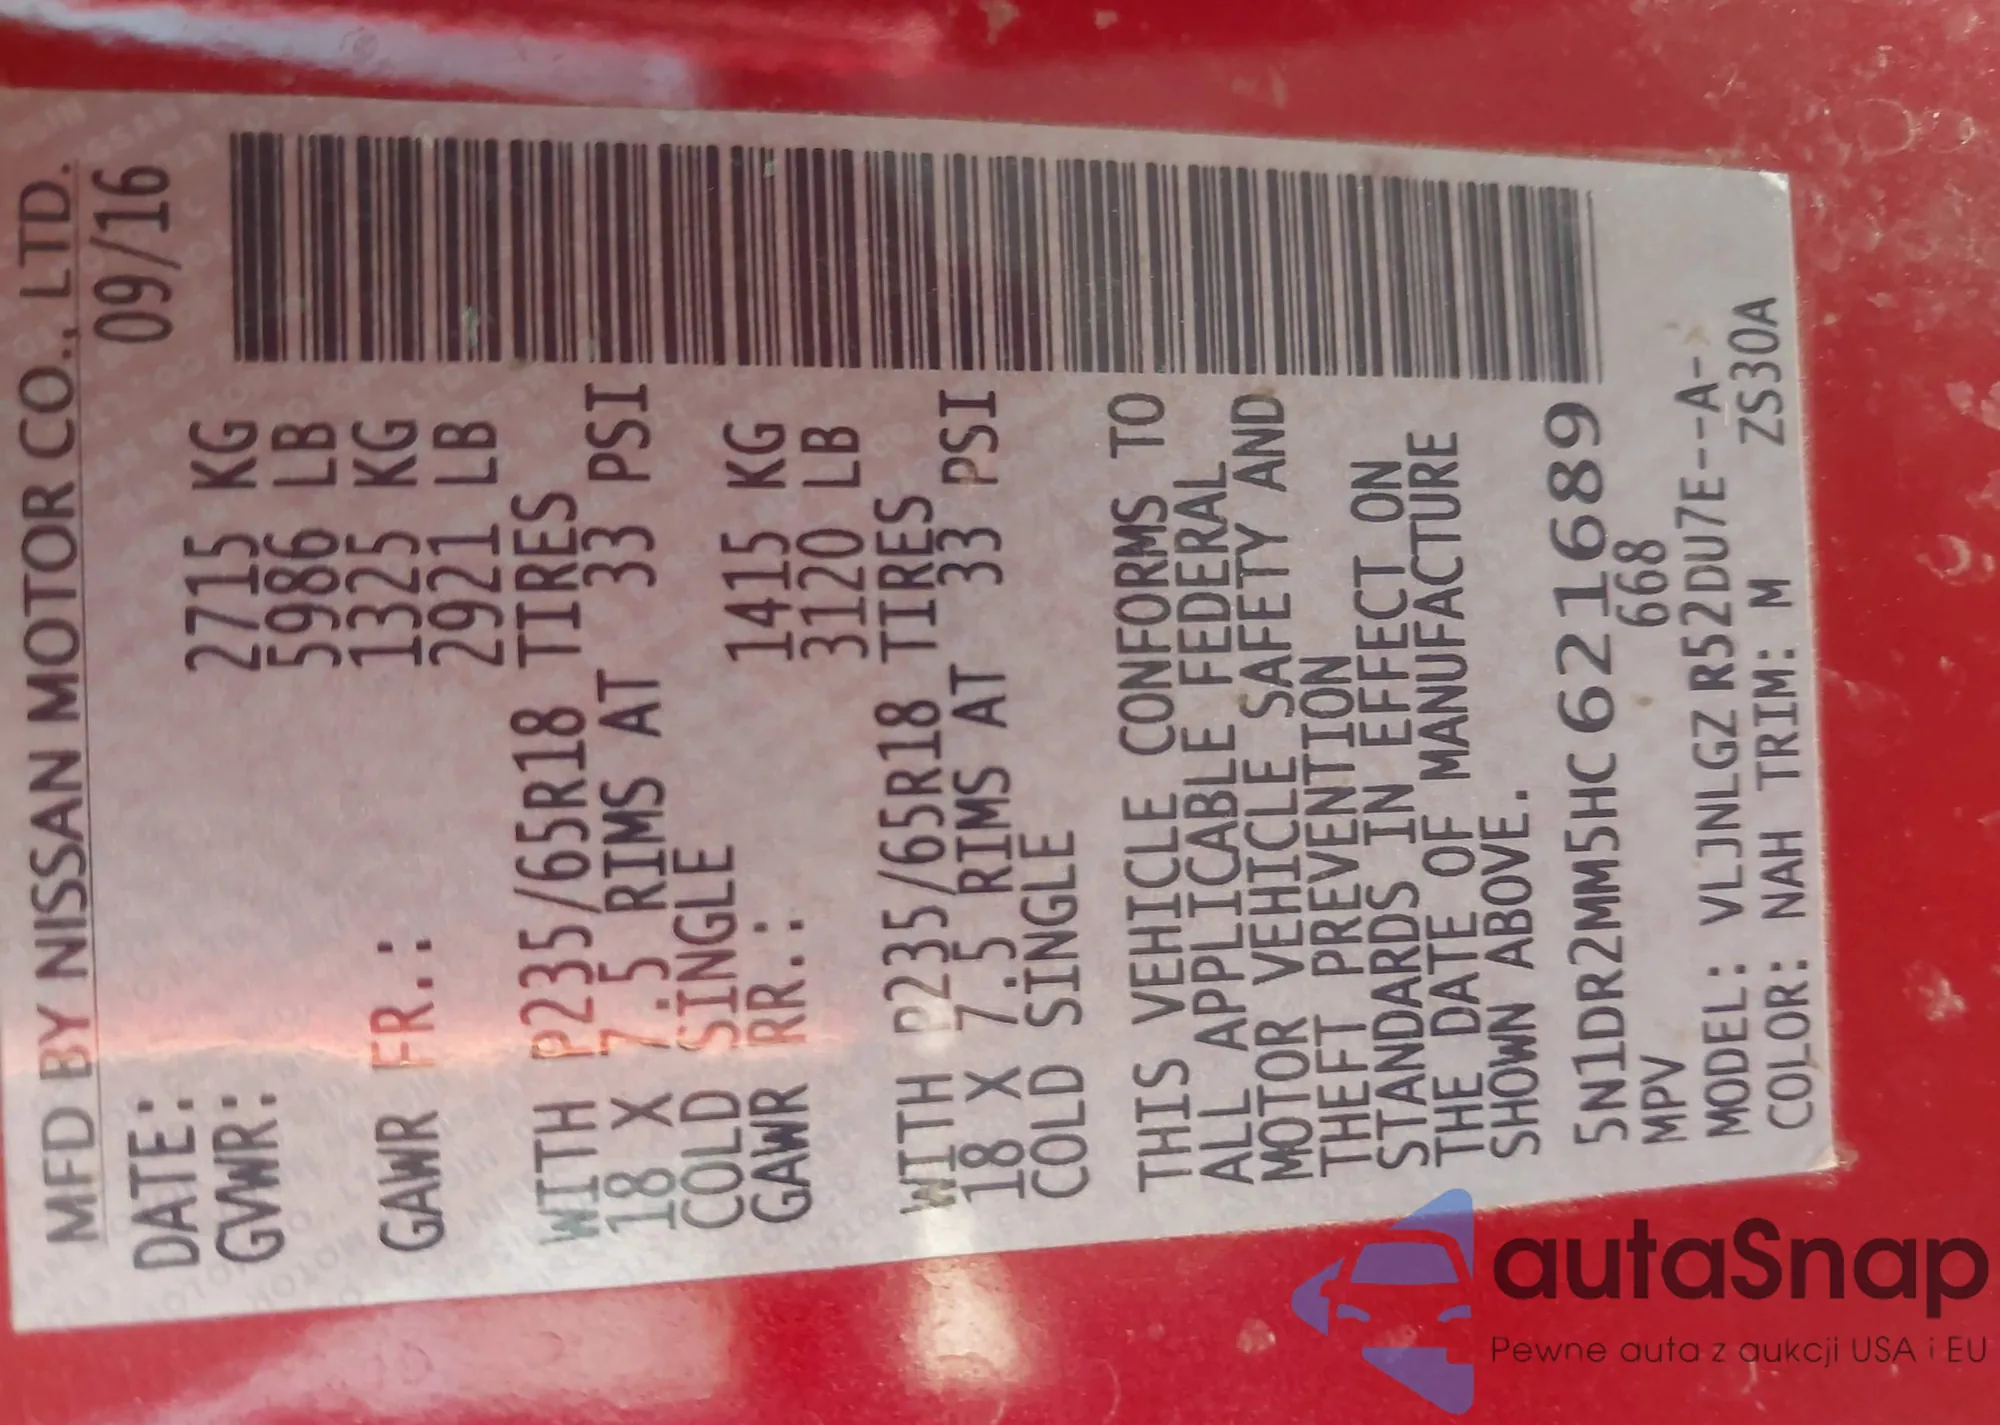 MFD BY NISSAN MOTOR CO., LTD.
DATE: 09/16
GVWR: 2715 KG
5986 LB
GAWR FR.: 1325 KG
2921 LB
WITH P235/65R18 TIRES
18 X 7.5 RIMS AT 33 PSI
COLD SINGLE
GAWR RR.: 1415 KG
3120 LB
WITH P235/65R18 TIRES
18 X 7.5 RIMS AT 33 PSI
COLD SINGLE
THIS VEHICLE CONFORMS TO
ALL APPLICABLE FEDERAL
MOTOR VEHICLE SAFETY AND
THEFT PREVENTION
STANDARDS IN EFFECT ON
THE DATE OF MANUFACTURE
SHOWN ABOVE.
5N1DR2MM5HC621689
MPV 668
MODEL: VLJNLGZ R52DU7E---A-
COLOR: NAH TRIM: M ZS30A
autaSnap
Pewne auta z aukcji USA i EU